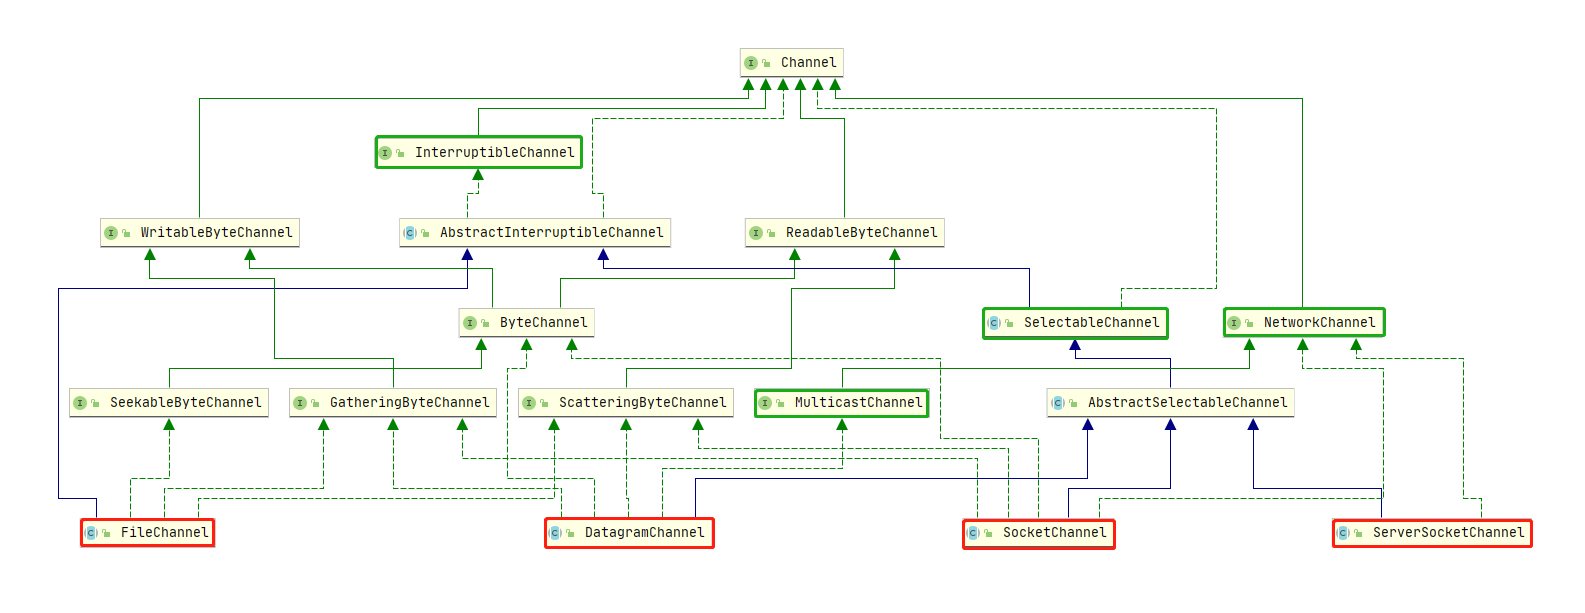 Channel
InterruptibleChannel
WritableByteChannel
AbstractInterruptibleChannel
ReadableByteChannel
ByteChannel
SelectableChannel
NetworkChannel
SeekableByteChannel
GatheringByteChannel
ScatteringByteChannel
MulticastChannel
AbstractSelectableChannel
FileChannel
DatagramChannel
SocketChannel
ServerSocketChannel